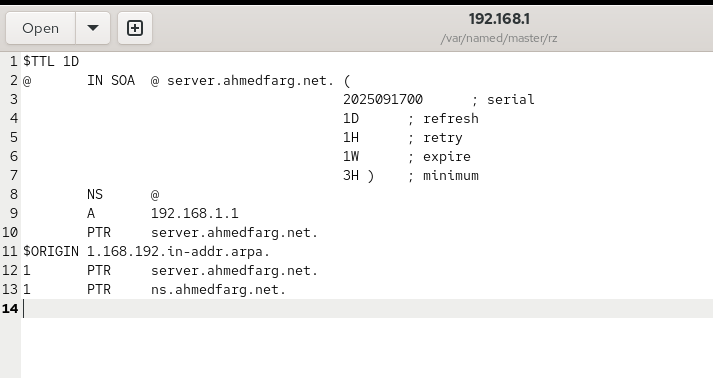 Open
192.168.1
/var/named/master/rz
1 $TTL 1D
2 @ IN SOA @ server.ahmedfarg.net. (
3 2025091700 ; serial
4 1D ; refresh
5 1H ; retry
6 1W ; expire
7 3H ) ; minimum
8 NS @
9 A 192.168.1.1
10 PTR server.ahmedfarg.net.
11 $ORIGIN 1.168.192.in-addr.arpa.
12 1 PTR server.ahmedfarg.net.
13 1 PTR ns.ahmedfarg.net.
14